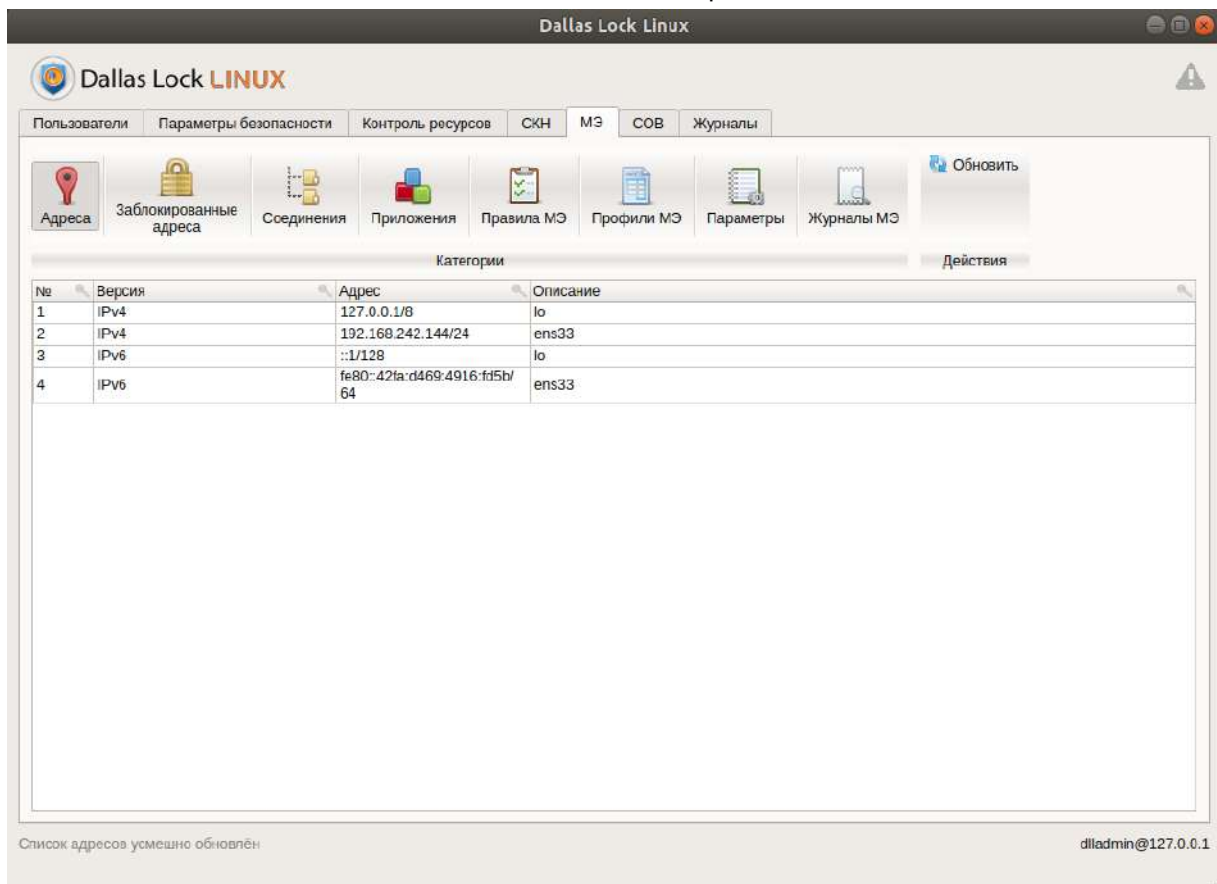 Dallas Lock Linux
Dallas Lock LINUX
Пользователи Параметры безопасности Контроль ресурсов СКН МЭ СОВ Журналы
Адреса Заблокированные адреса Соединения Приложения Правила МЭ Профили МЭ Параметры Журналы МЭ Обновить
Категории Действия
№ Версия Адрес Описание
1 IPv4 127.0.0.1/8 lo
2 IPv4 192.168.242.144/24 ens33
3 IPv6 ::1/128 lo
4 IPv6 fe80::42fa:d469:4916:fd5b/64 ens33
Список адресов усмешно обновлён dlladmin@127.0.0.1